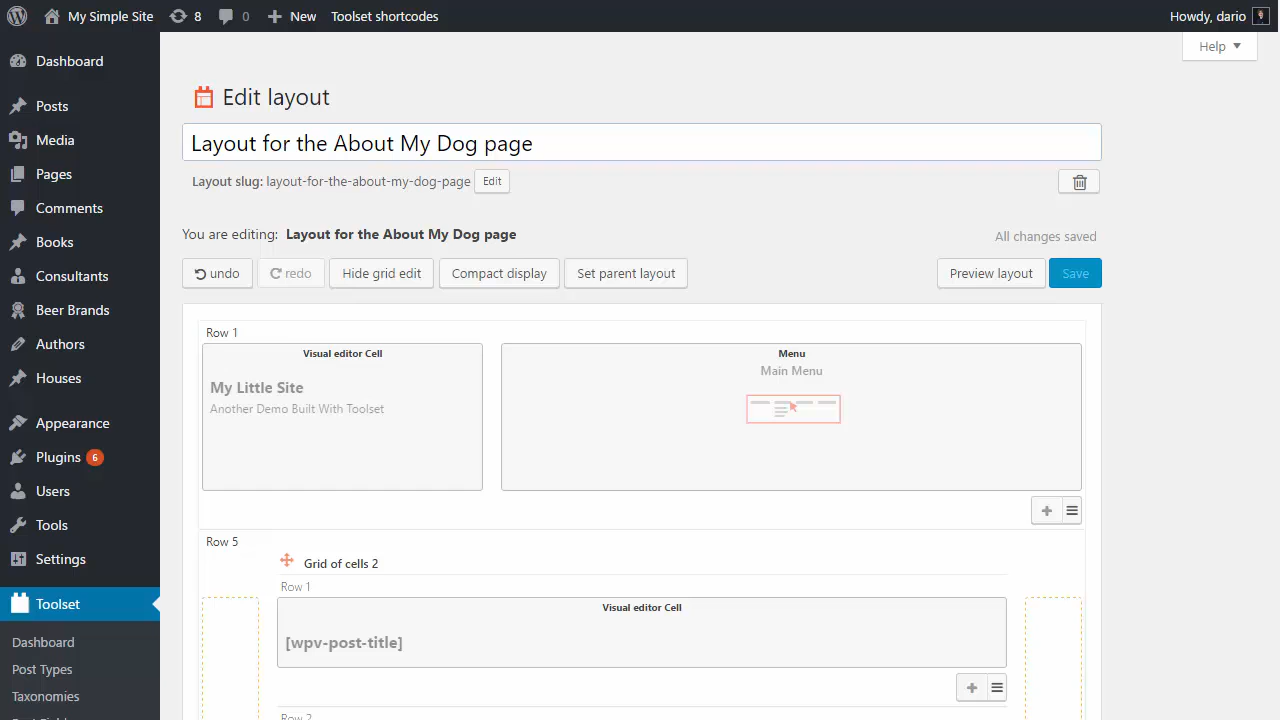 My Simple Site 8 0 New Toolset shortcodes Howdy, dario
Help
Dashboard
Posts
Media
Pages
Comments
Books
Consultants
Beer Brands
Authors
Houses
Appearance
Plugins 6
Users
Tools
Settings
Toolset
Dashboard
Post Types
Taxonomies
Edit layout
Layout for the About My Dog page
Layout slug: layout-for-the-about-my-dog-page Edit
You are editing: Layout for the About My Dog page
All changes saved
undo redo Hide grid edit Compact display Set parent layout Preview layout Save
Row 1
Visual editor Cell
My Little Site
Another Demo Built With Toolset
Menu
Main Menu
Row 5
Grid of cells 2
Row 1
Visual editor Cell
[wpv-post-title]
Row 2